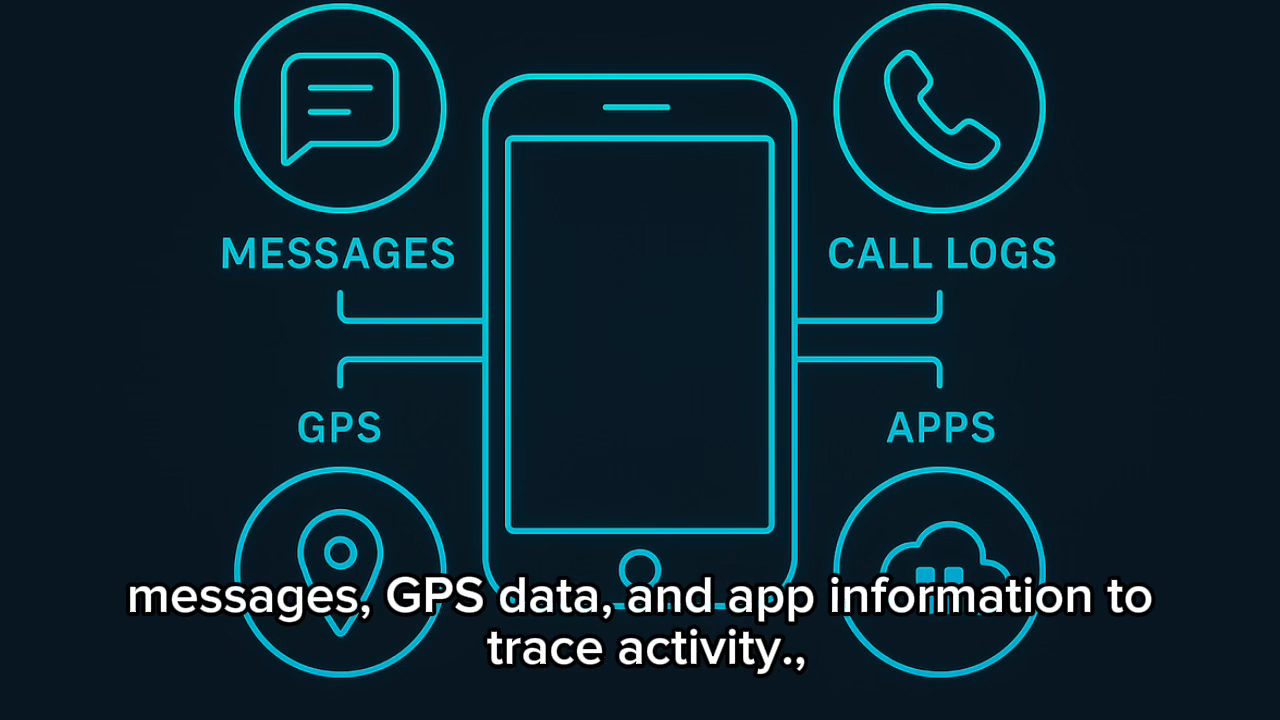 MESSAGES
CALL LOGS
GPS
APPS
messages, GPS data, and app information to
trace activity.,